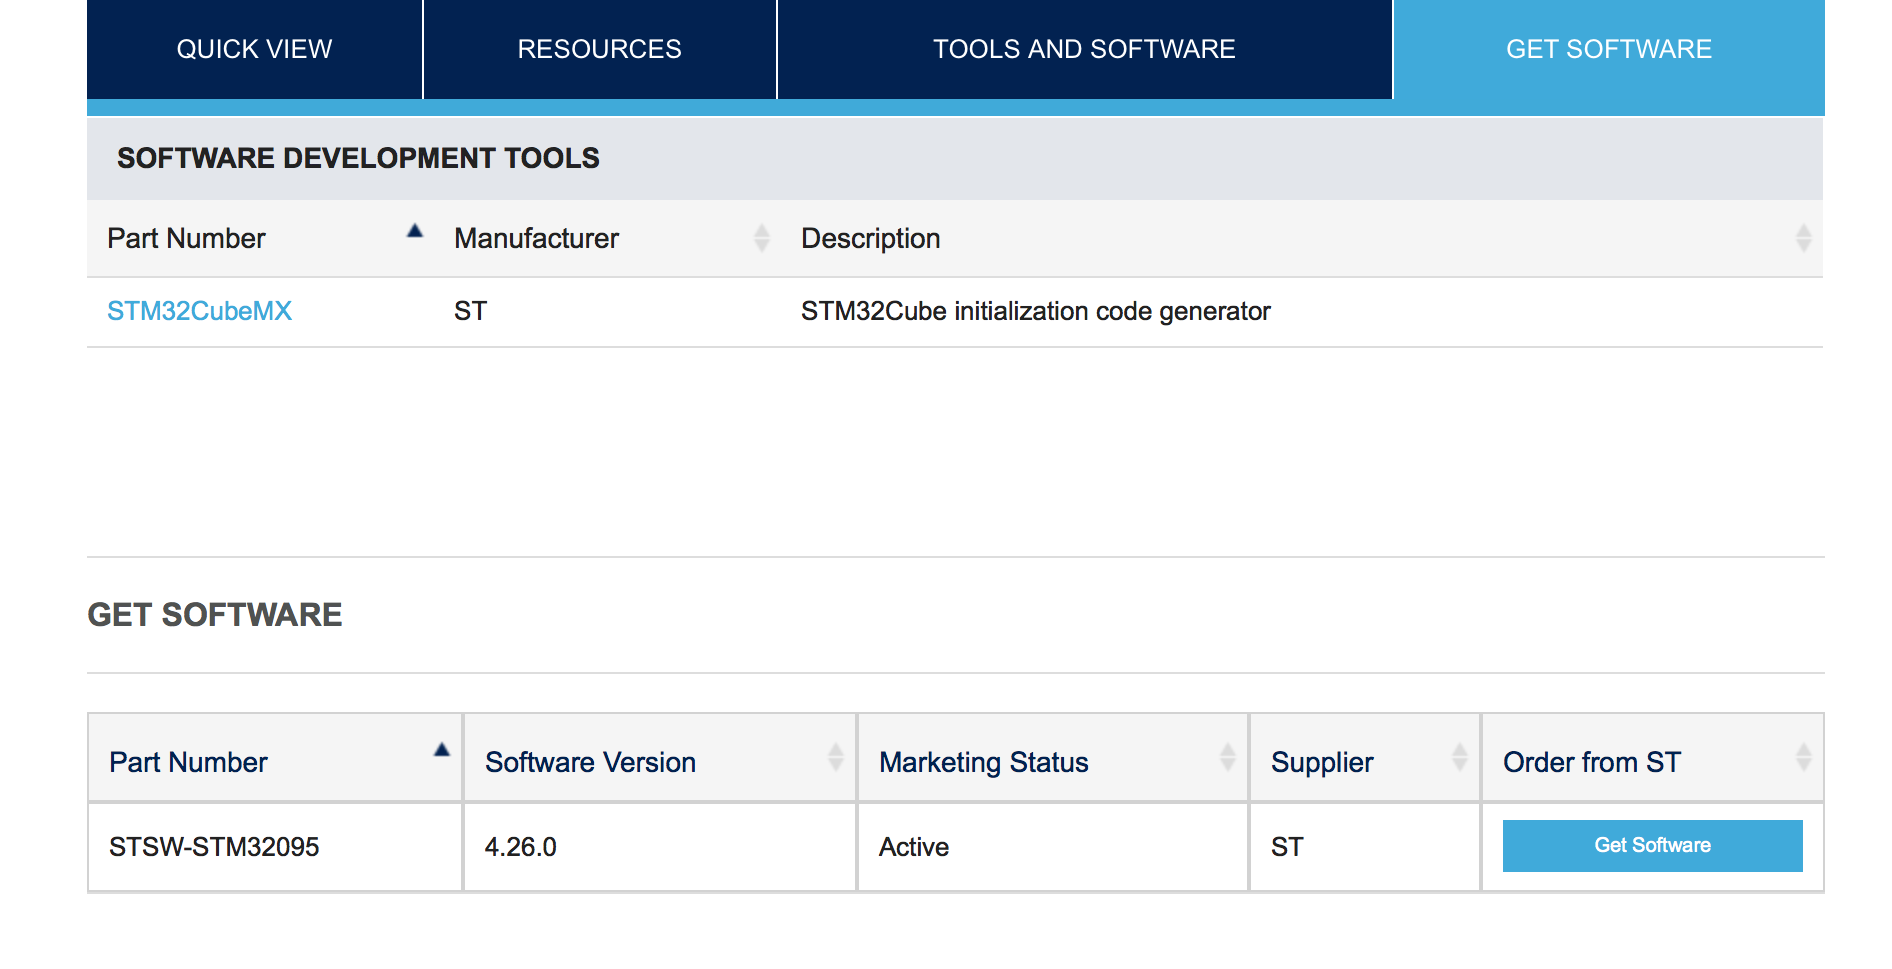 QUICK VIEW RESOURCES TOOLS AND SOFTWARE GET SOFTWARE
SOFTWARE DEVELOPMENT TOOLS
Part Number Manufacturer Description
STM32CubeMX ST STM32Cube initialization code generator
GET SOFTWARE
Part Number Software Version Marketing Status Supplier Order from ST
STSW-STM32095 4.26.0 Active ST Get Software